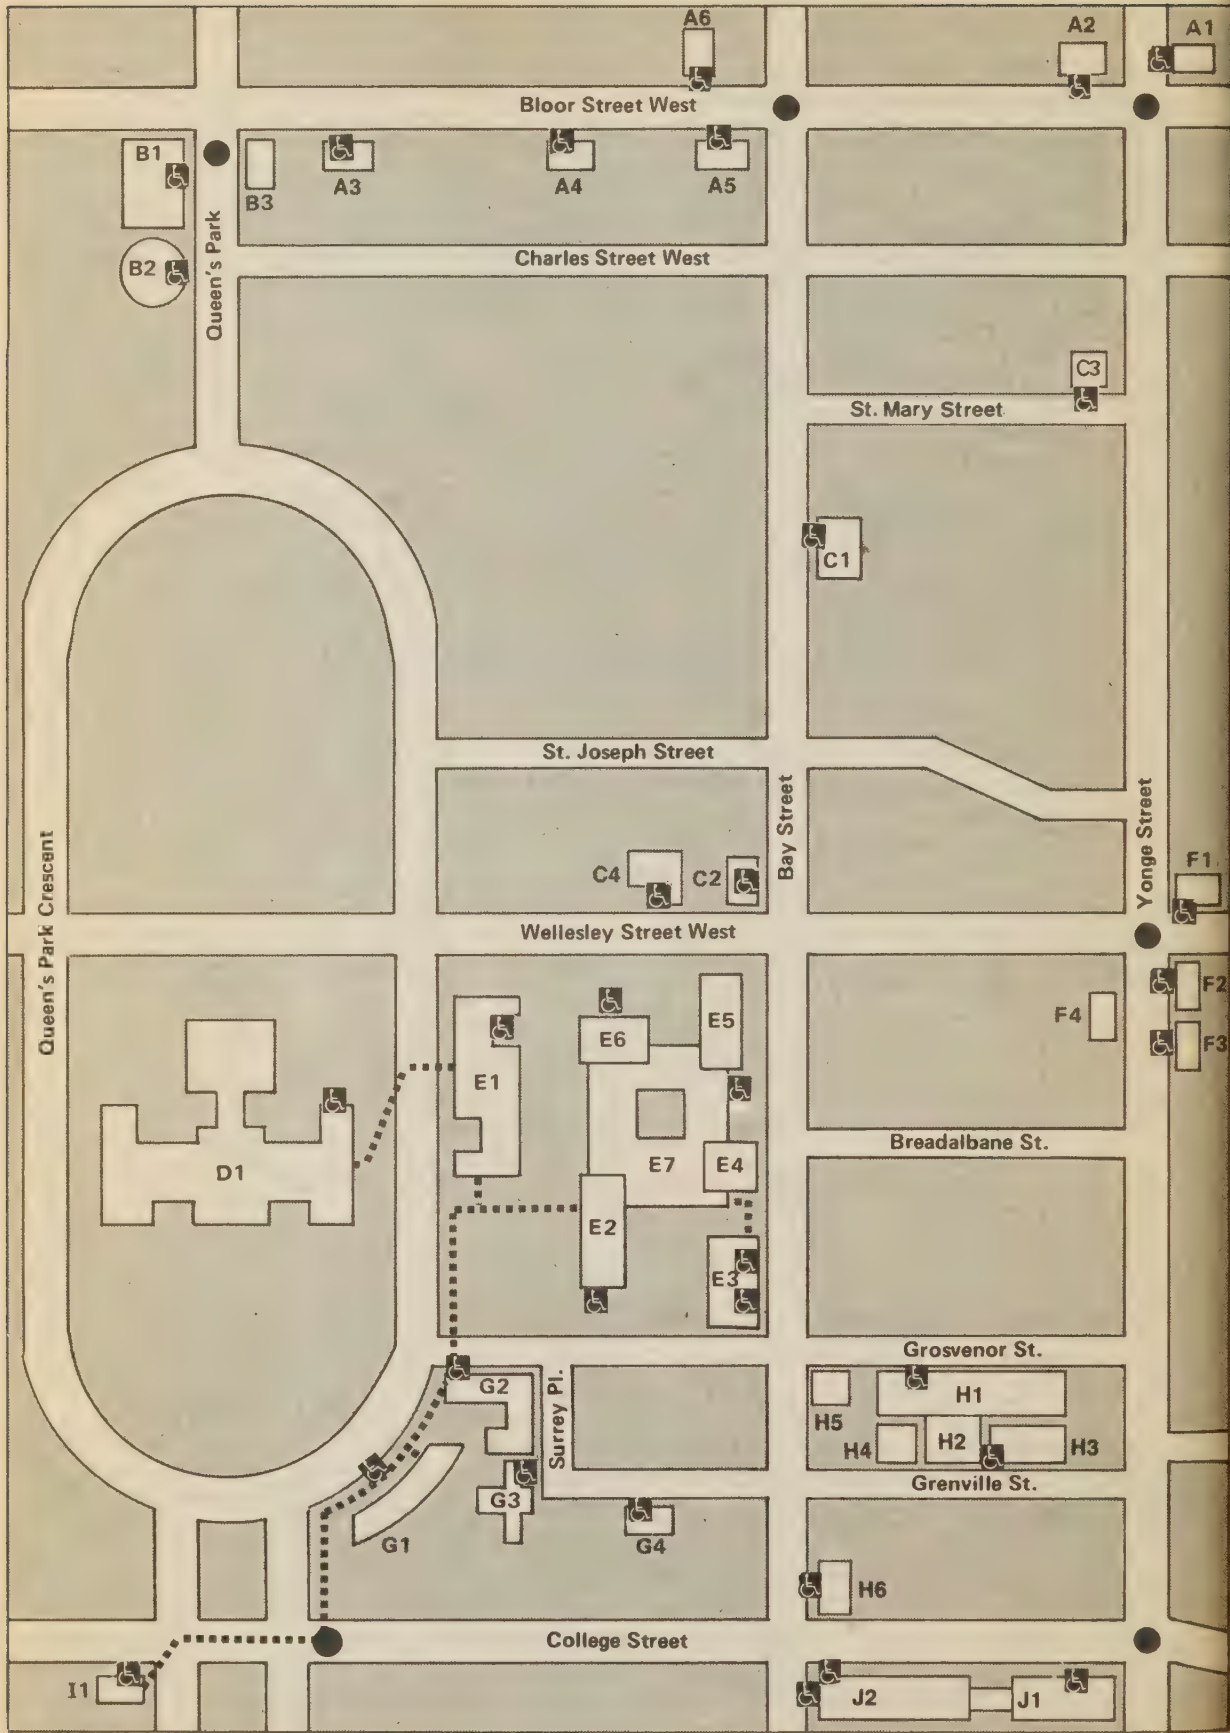 A6
A2
A1
Bloor Street West
B1
B3
A3
A4
A5
Queen's Park
Charles Street West
B2
C3
St. Mary Street
C1
St. Joseph Street
Bay Street
Yonge Street
Queen's Park Crescent
C4
C2
F1
Wellesley Street West
F2
F4
F3
E5
E6
E1
Breadalbane St.
D1
E7
E4
E2
E3
Grosvenor St.
G2
H1
Surrey Pl.
H5
H4
H2
H3
Grenville St.
G3
G1
G4
H6
College Street
I1
J2
J1